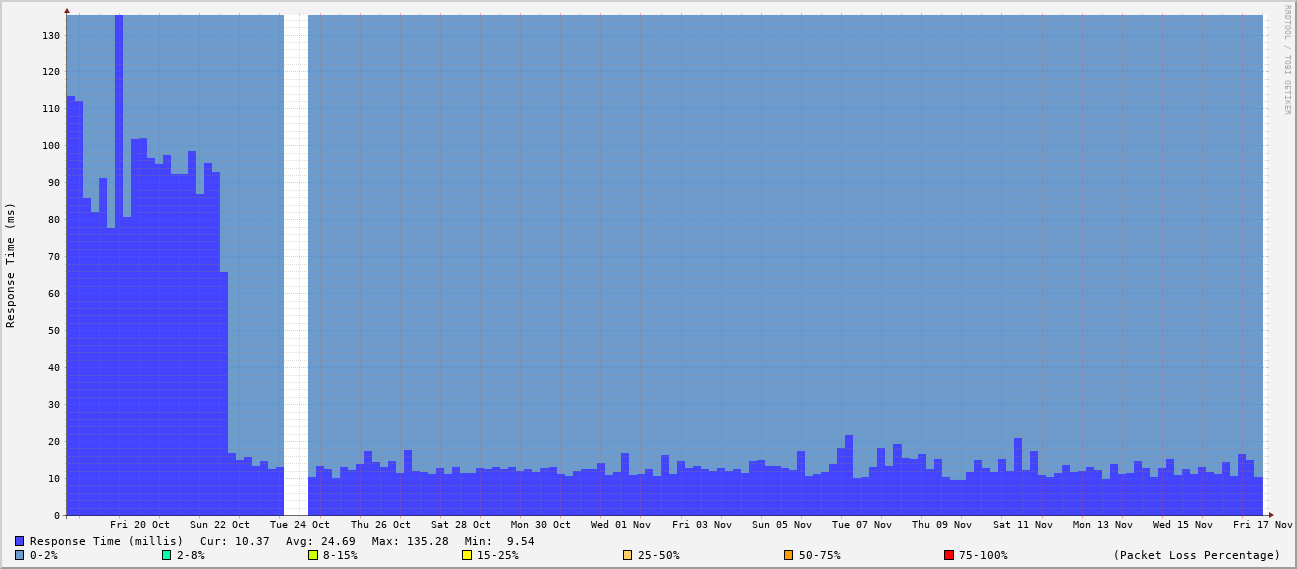 RRDTOOL / TOBI OETIKER
Response Time (ms)
130
120
110
100
90
80
70
60
50
40
30
20
10
0
Fri 20 Oct Sun 22 Oct Tue 24 Oct Thu 26 Oct Sat 28 Oct Mon 30 Oct Wed 01 Nov Fri 03 Nov Sun 05 Nov Tue 07 Nov Thu 09 Nov Sat 11 Nov Mon 13 Nov Wed 15 Nov Fri 17 Nov
Response Time (millis) Cur: 10.37 Avg: 24.69 Max: 135.28 Min: 9.54
0-2% 2-8% 8-15% 15-25% 25-50% 50-75% 75-100% (Packet Loss Percentage)